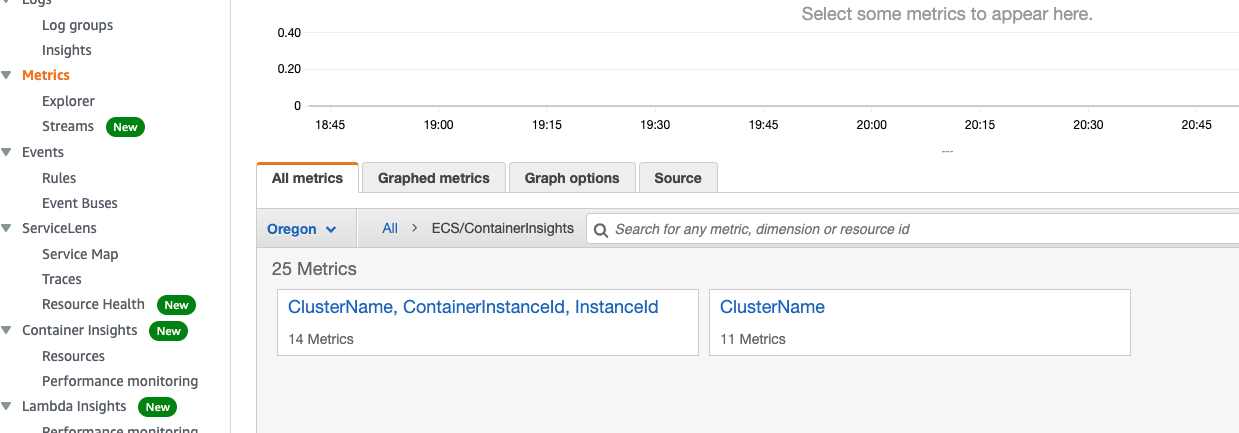 Logs
Log groups
Insights
Metrics
Explorer
Streams New
Events
Rules
Event Buses
ServiceLens
Service Map
Traces
Resource Health New
Container Insights New
Resources
Performance monitoring
Lambda Insights New
Performance monitoring
Select some metrics to appear here.
0.40
0.20
0
18:45 19:00 19:15 19:30 19:45 20:00 20:15 20:30 20:45
---
All metrics Graphed metrics Graph options Source
Oregon All > ECS/ContainerInsights Search for any metric, dimension or resource id
25 Metrics
ClusterName, ContainerInstanceId, InstanceId
14 Metrics
ClusterName
11 Metrics